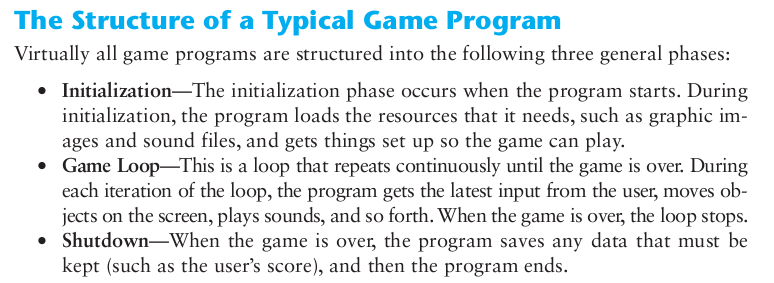 The Structure of a Typical Game Program
Virtually all game programs are structured into the following three general phases:
• Initialization—The initialization phase occurs when the program starts. During
initialization, the program loads the resources that it needs, such as graphic im-
ages and sound files, and gets things set up so the game can play.
• Game Loop—This is a loop that repeats continuously until the game is over. During
each iteration of the loop, the program gets the latest input from the user, moves ob-
jects on the screen, plays sounds, and so forth. When the game is over, the loop stops.
• Shutdown—When the game is over, the program saves any data that must be
kept (such as the user's score), and then the program ends.